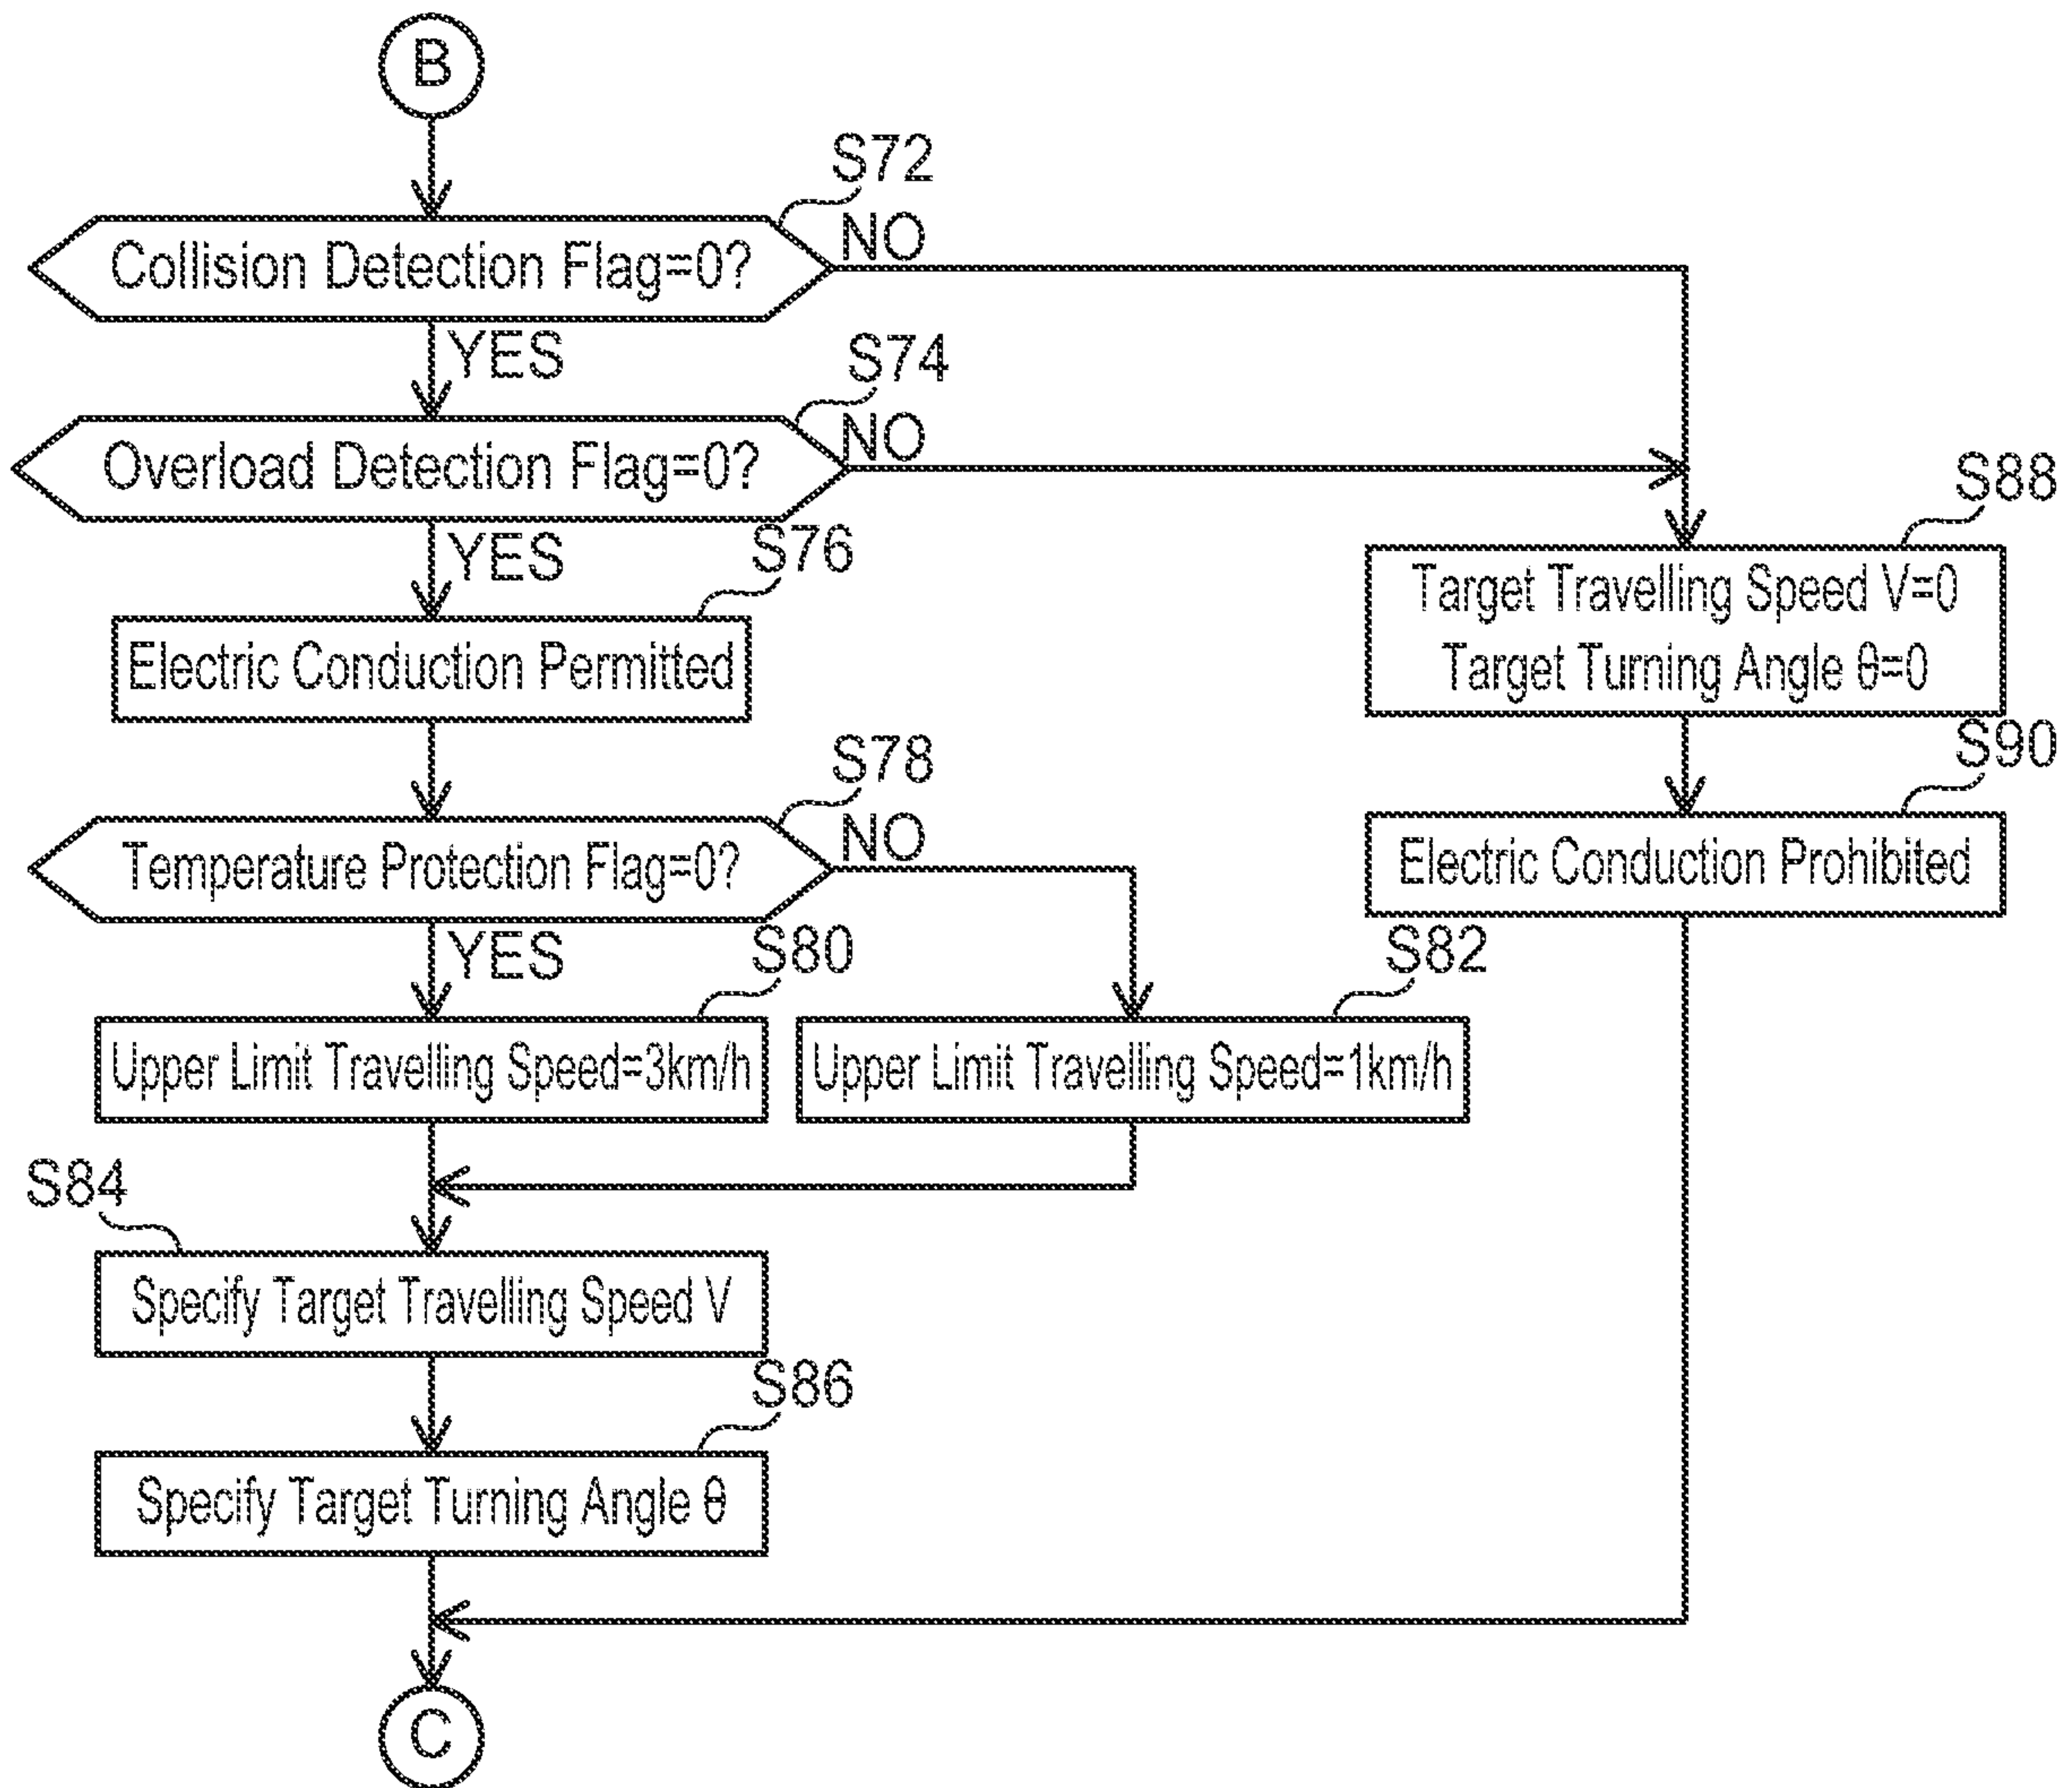 B
S72
Collision Detection Flag=0?
NO
YES
S74
Overload Detection Flag=0?
NO
YES
S76
Electric Conduction Permitted
S88
Target Travelling Speed V=0
Target Turning Angle θ=0
S90
Electric Conduction Prohibited
S78
Temperature Protection Flag=0?
NO
YES
S80
Upper Limit Travelling Speed=3km/h
S82
Upper Limit Travelling Speed=1km/h
S84
Specify Target Travelling Speed V
S86
Specify Target Turning Angle θ
C